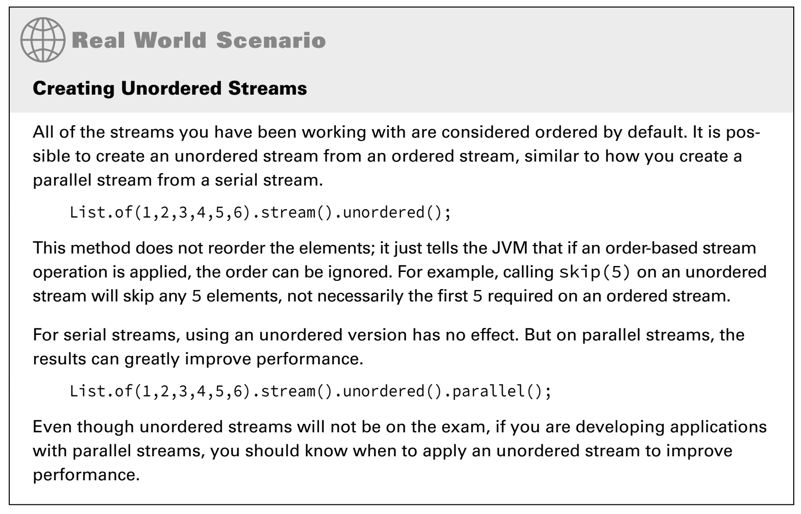 Real World Scenario
Creating Unordered Streams
All of the streams you have been working with are considered ordered by default. It is pos-
sible to create an unordered stream from an ordered stream, similar to how you create a
parallel stream from a serial stream.
List.of(1,2,3,4,5,6).stream().unordered();
This method does not reorder the elements; it just tells the JVM that if an order-based stream
operation is applied, the order can be ignored. For example, calling skip(5) on an unordered
stream will skip any 5 elements, not necessarily the first 5 required on an ordered stream.
For serial streams, using an unordered version has no effect. But on parallel streams, the
results can greatly improve performance.
List.of(1,2,3,4,5,6).stream().unordered().parallel();
Even though unordered streams will not be on the exam, if you are developing applications
with parallel streams, you should know when to apply an unordered stream to improve
performance.